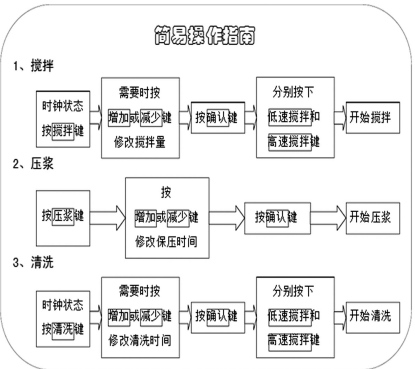 简易操作指南
1、搅拌
时钟状态
按搅拌键
需要时按
增加或减少键
修改搅拌量
按确认键
分别按下
低速搅拌和
高速搅拌键
开始搅拌
2、压浆
按压浆键
按
增加或减少键
修改保压时间
按确认键
开始压浆
3、清洗
时钟状态
按清洗键
需要时按
增加或减少键
修改清洗时间
按确认键
分别按下
低速搅拌和
高速搅拌键
开始清洗